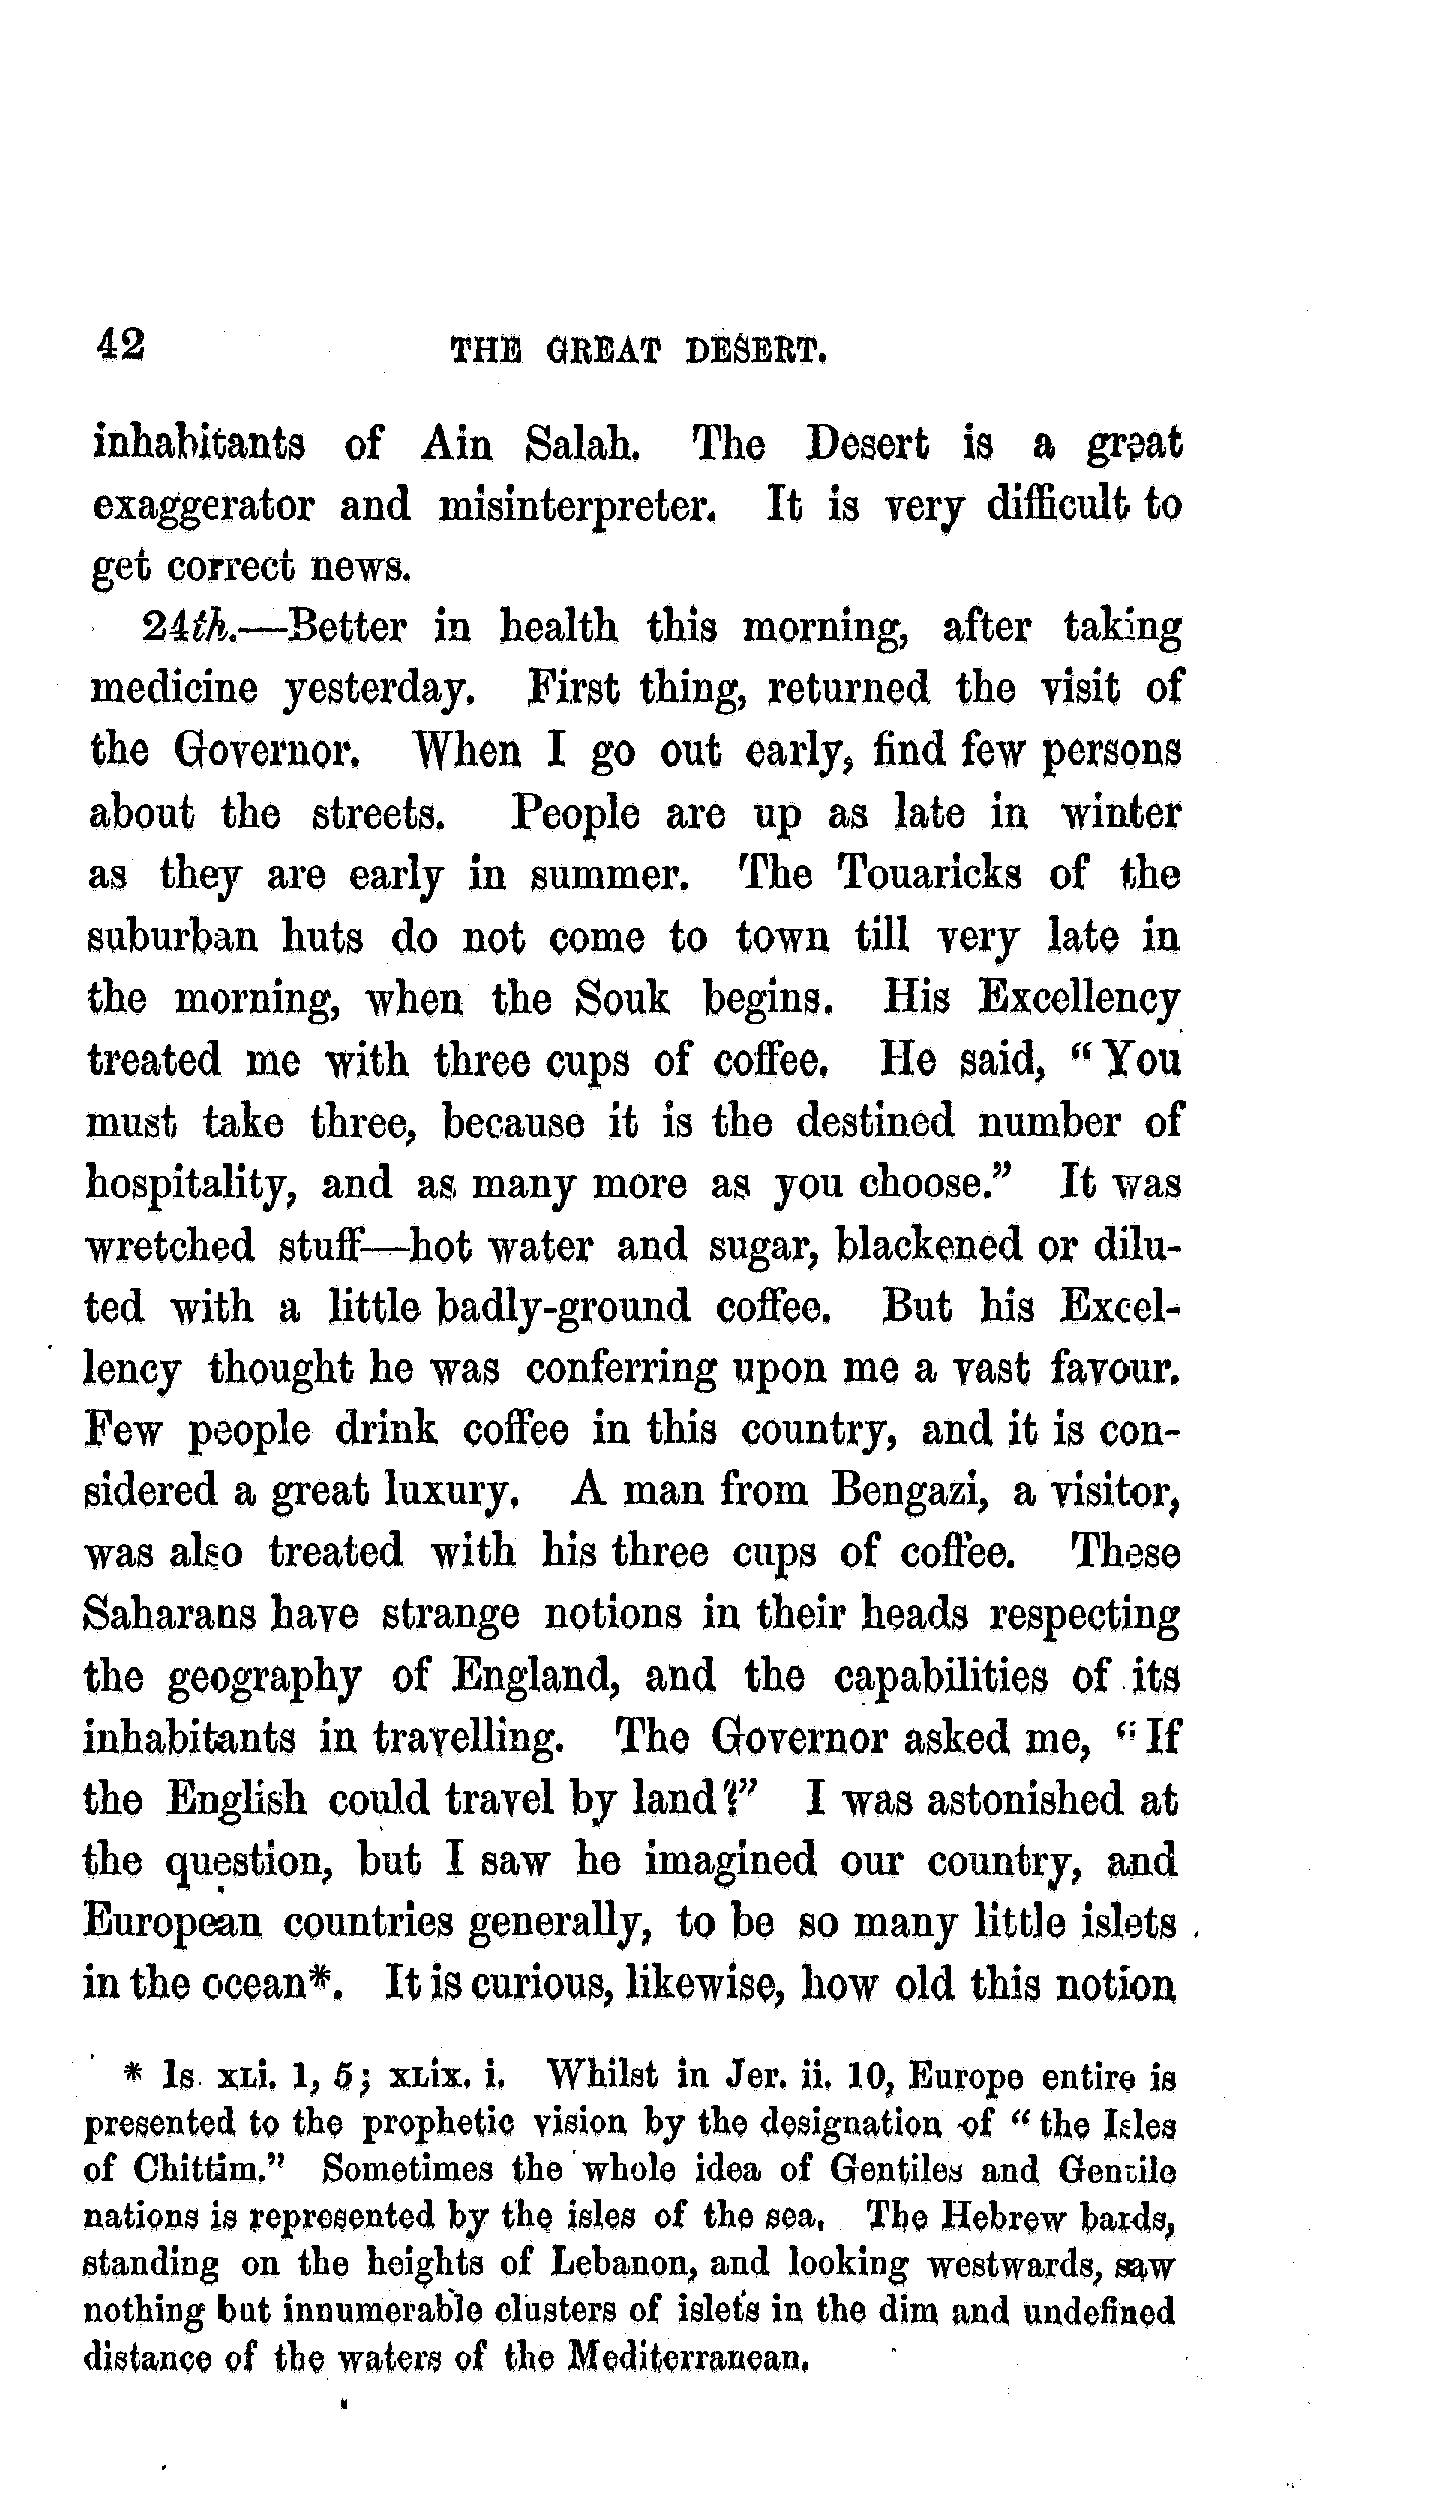 42 THE GREAT DESERT.
inhabitants of Ain Salah. The Desert is a great
exaggerator and misinterpreter. It is very difficult to
get correct news.
24th.—Better in health this morning, after taking
medicine yesterday. First thing, returned the visit of
the Governor. When I go out early, find few persons
about the streets. People are up as late in winter
as they are early in summer. The Touaricks of the
suburban huts do not come to town till very late in
the morning, when the Souk begins. His Excellency
treated me with three cups of coffee. He said, "You
must take three, because it is the destined number of
hospitality, and as many more as you choose." It was
wretched stuff—hot water and sugar, blackened or dilu-
ted with a little badly-ground coffee. But his Excel-
lency thought he was conferring upon me a vast favour.
Few people drink coffee in this country, and it is con-
sidered a great luxury. A man from Bengazi, a visitor,
was also treated with his three cups of coffee. These
Saharans have strange notions in their heads respecting
the geography of England, and the capabilities of its
inhabitants in travelling. The Governor asked me, "If
the English could travel by land?" I was astonished at
the question, but I saw he imagined our country, and
European countries generally, to be so many little islets
in the ocean*. It is curious, likewise, how old this notion
* Is. xLi. 1, 5; xLix. i. Whilst in Jer. ii. 10, Europe entire is
presented to the prophetic vision by the designation of "the Isles
of Chittim." Sometimes the whole idea of Gentiles and Gentile
nations is represented by the isles of the sea. The Hebrew bards,
standing on the heights of Lebanon, and looking westwards, saw
nothing but innumerable clusters of islets in the dim and undefined
distance of the waters of the Mediterranean.